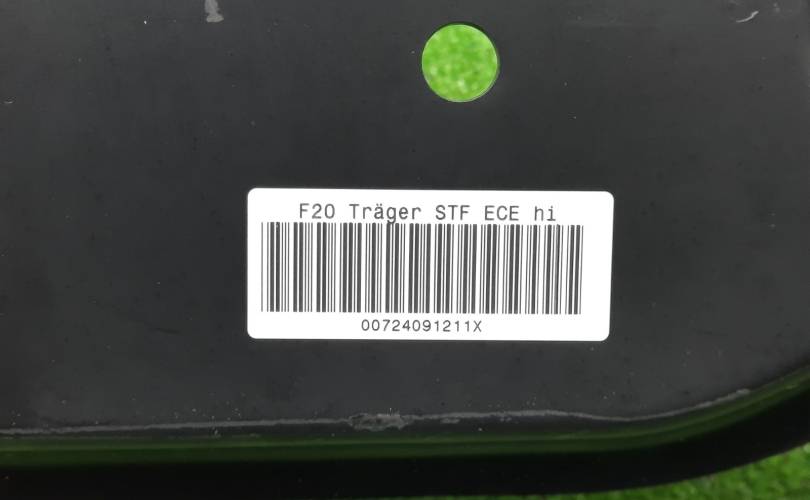 F20 Träger STF ECE hi
00724091211X